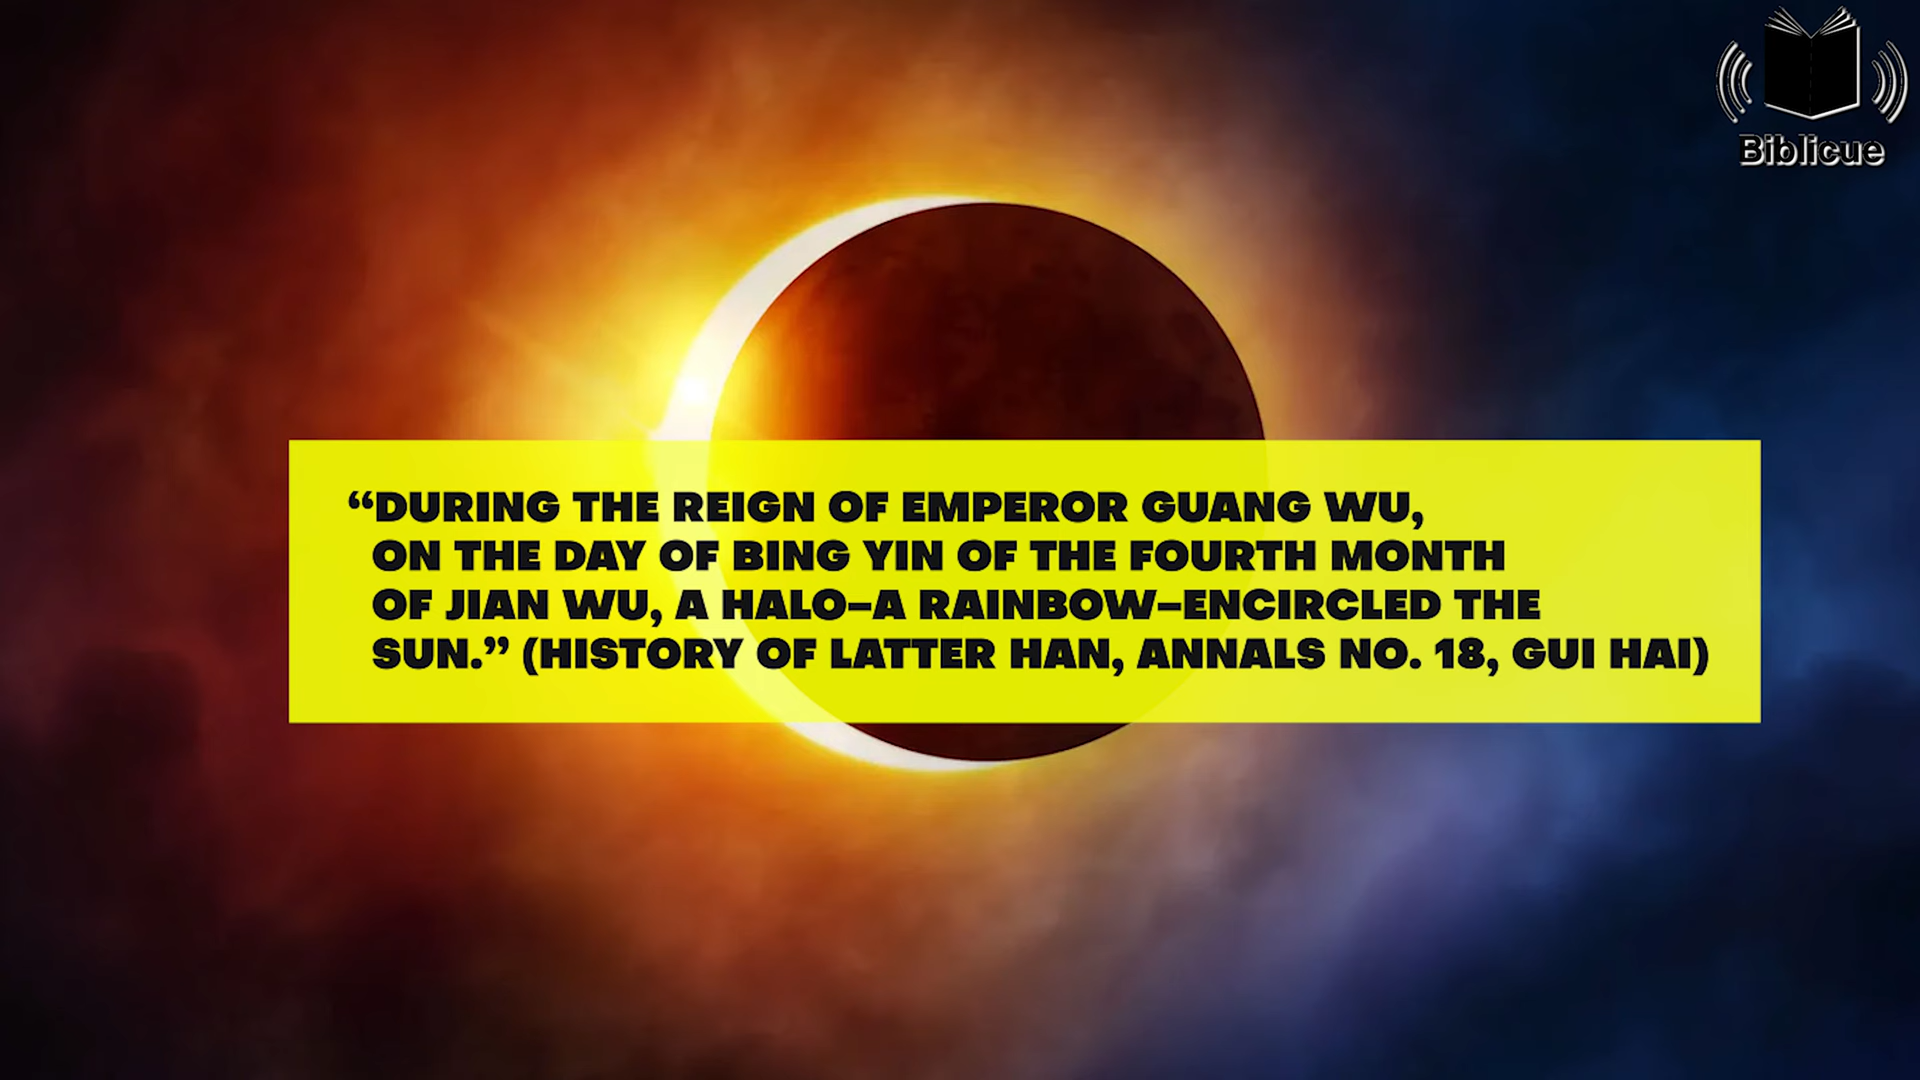 Biblicue
“DURING THE REIGN OF EMPEROR GUANG WU,
ON THE DAY OF BING YIN OF THE FOURTH MONTH
OF JIAN WU, A HALO–A RAINBOW–ENCIRCLED THE
SUN.” (HISTORY OF LATTER HAN, ANNALS NO. 18, GUI HAI)